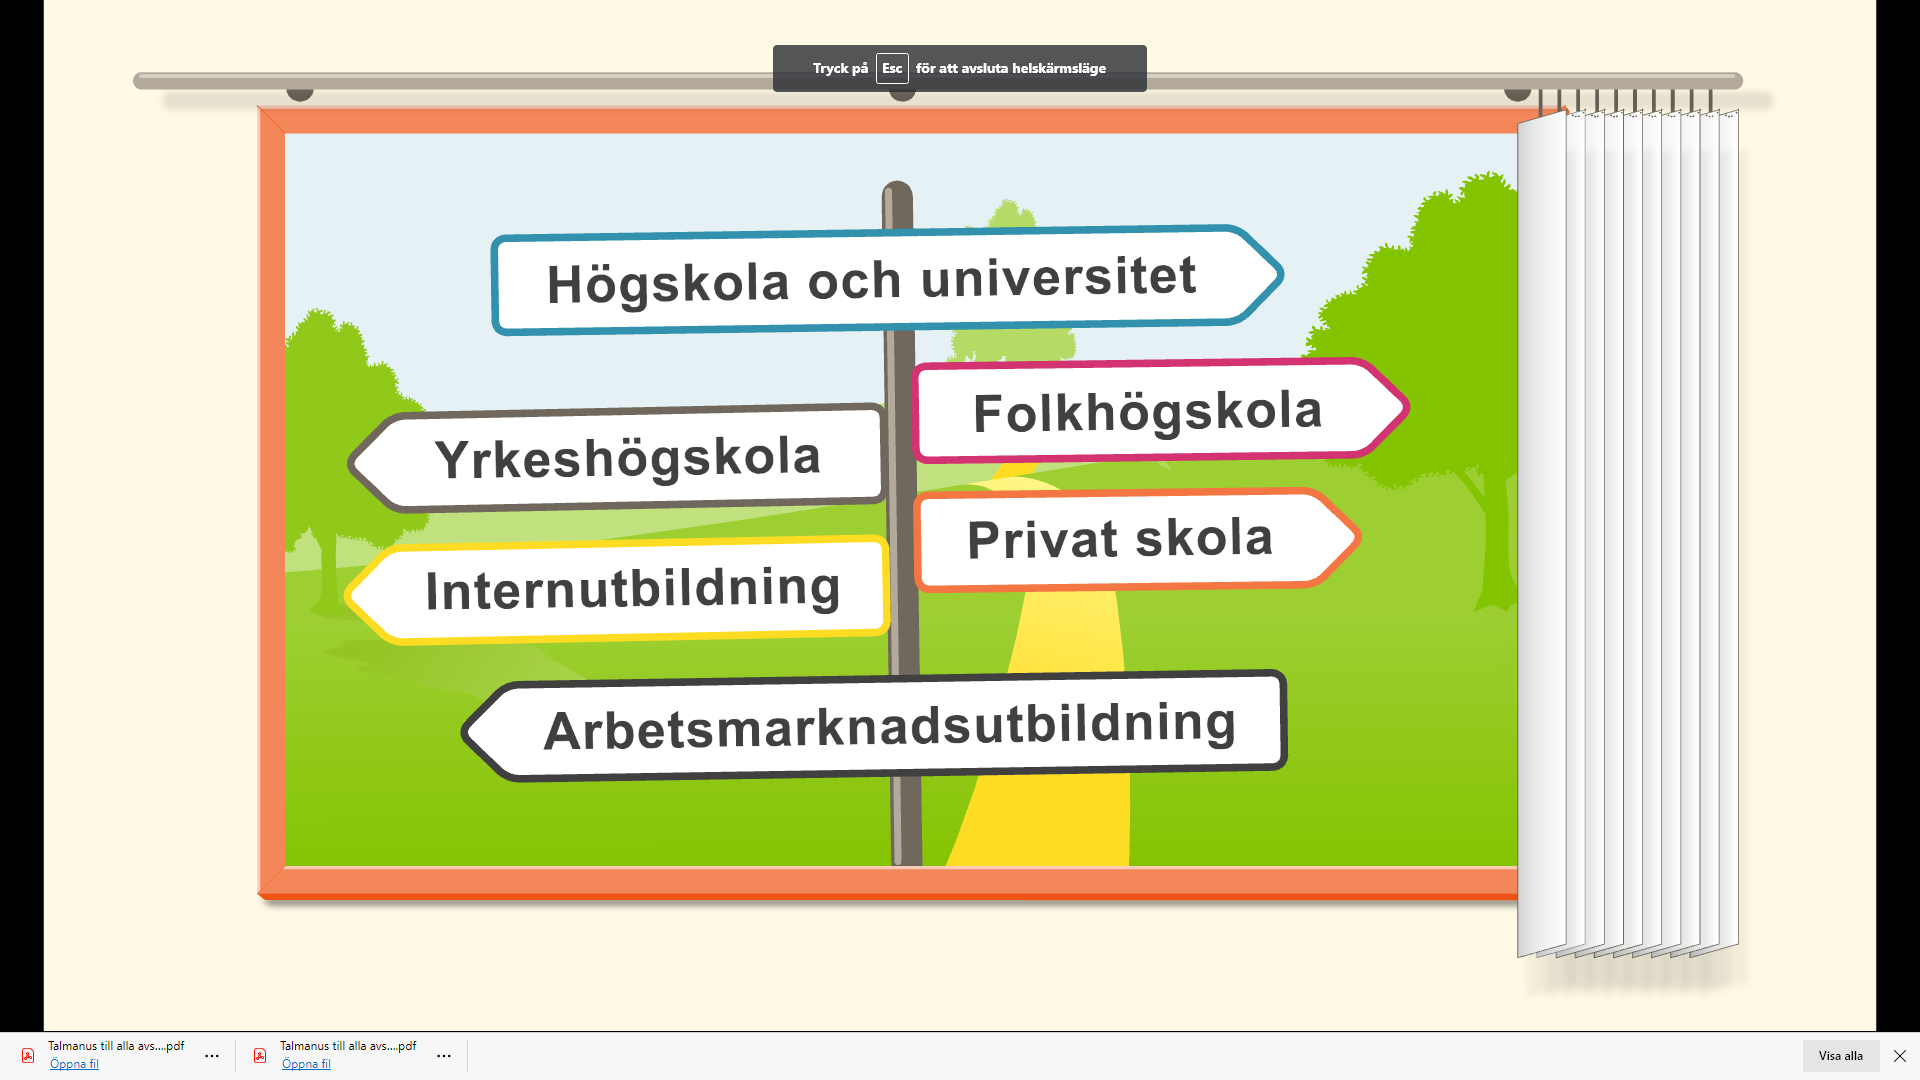 Tryck på Esc för att avsluta helskärmsläge
Högskola och universitet
Folkhögskola
Yrkeshögskola
Privat skola
Internutbildning
Arbetsmarknadsutbildning
Talmanus till alla avs....pdf
Öppna fil
Talmanus till alla avs....pdf
Öppna fil
Visa alla